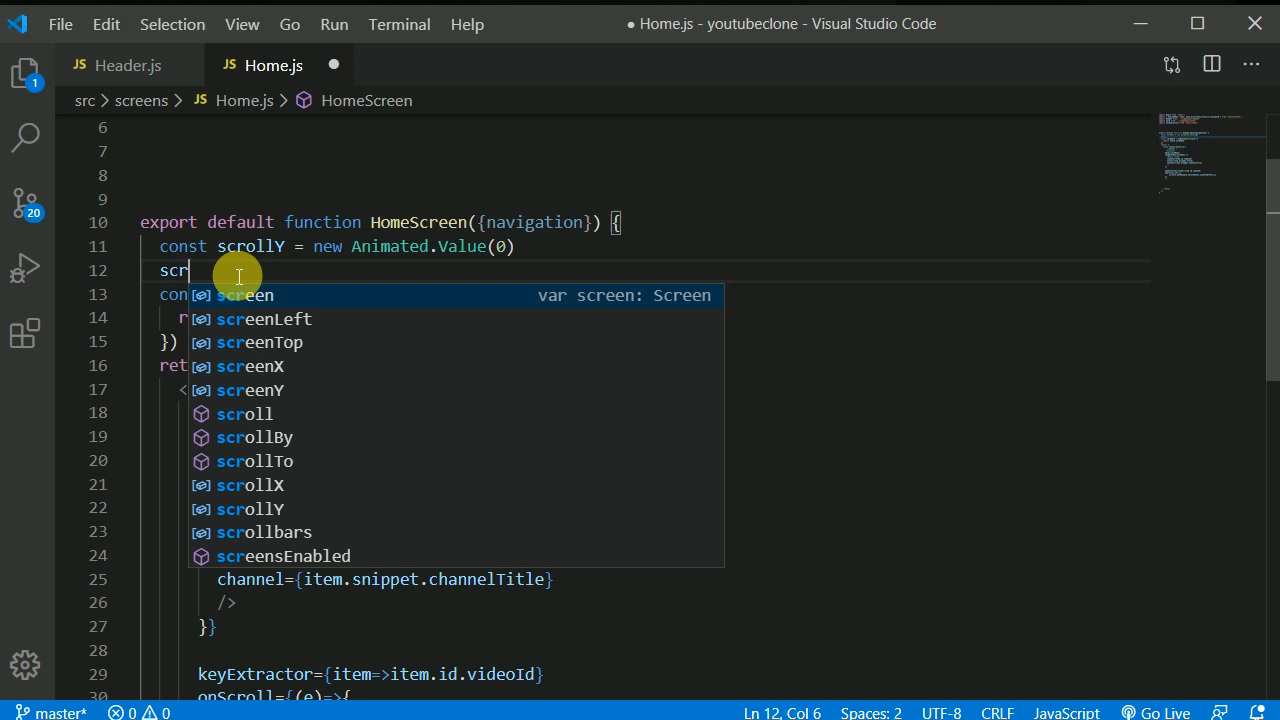 File Edit Selection View Go Run Terminal Help ● Home.js - youtubeclone - Visual Studio Code
JS Header.js JS Home.js
src > screens > JS Home.js > HomeScreen
1
20
6
7
8
9
10 export default function HomeScreen({navigation}) {
11 const scrollY = new Animated.Value(0)
12 scr
13 con
screen var screen: Screen
14 r
screenLeft
15 })
screenTop
16 ret
screenX
17 <
screenY
18
scroll
19
scrollBy
20
scrollTo
21
scrollX
22
scrollY
23
scrollbars
24
screensEnabled
25 channel={item.snippet.channelTitle}
26 />
27 }}
28
29 keyExtractor={item=>item.id.videoId}
30 onScroll={(e)=>{
master* 0 0 Ln 12, Col 6 Spaces: 2 UTF-8 CRLF JavaScript Go Live